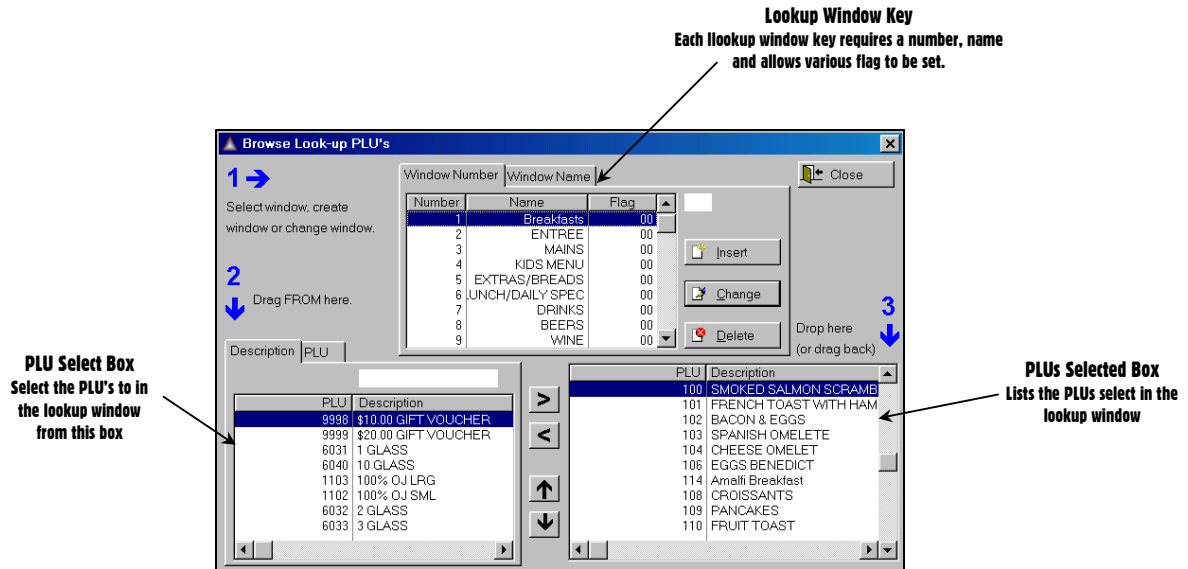 Lookup Window Key
Each llookup window key requires a number, name
and allows various flag to be set.
Browse Look-up PLU's
1
Select window, create
window or change window.
Window Number Window Name
Number Name Flag
1 Breakfasts 00
2 ENTREE 00
3 MAINS 00
4 KIDS MENU 00
5 EXTRAS/BREADS 00
6 .UNCH/DAILY SPEC 00
7 DRINKS 00
8 BEERS 00
9 WINE 00
Close
Insert
Change
Delete
2
Drag FROM here.
3
Drop here
(or drag back)
PLU Select Box
Select the PLU's to in
the lookup window
from this box
Description PLU
PLU Description
9998 $10.00 GIFT VOUCHER
9999 $20.00 GIFT VOUCHER
6031 1 GLASS
6040 10 GLASS
1103 100% OJ LRG
1102 100% OJ SML
6032 2 GLASS
6033 3 GLASS
>
<
PLU Description
100 SMOKED SALMON SCRAMB
101 FRENCH TOAST WITH HAM
102 BACON & EGGS
103 SPANISH OMELETE
104 CHEESE OMELET
106 EGGS BENEDICT
114 Amalfi Breakfast
108 CROISSANTS
109 PANCAKES
110 FRUIT TOAST
PLUs Selected Box
Lists the PLUs select in the
lookup window